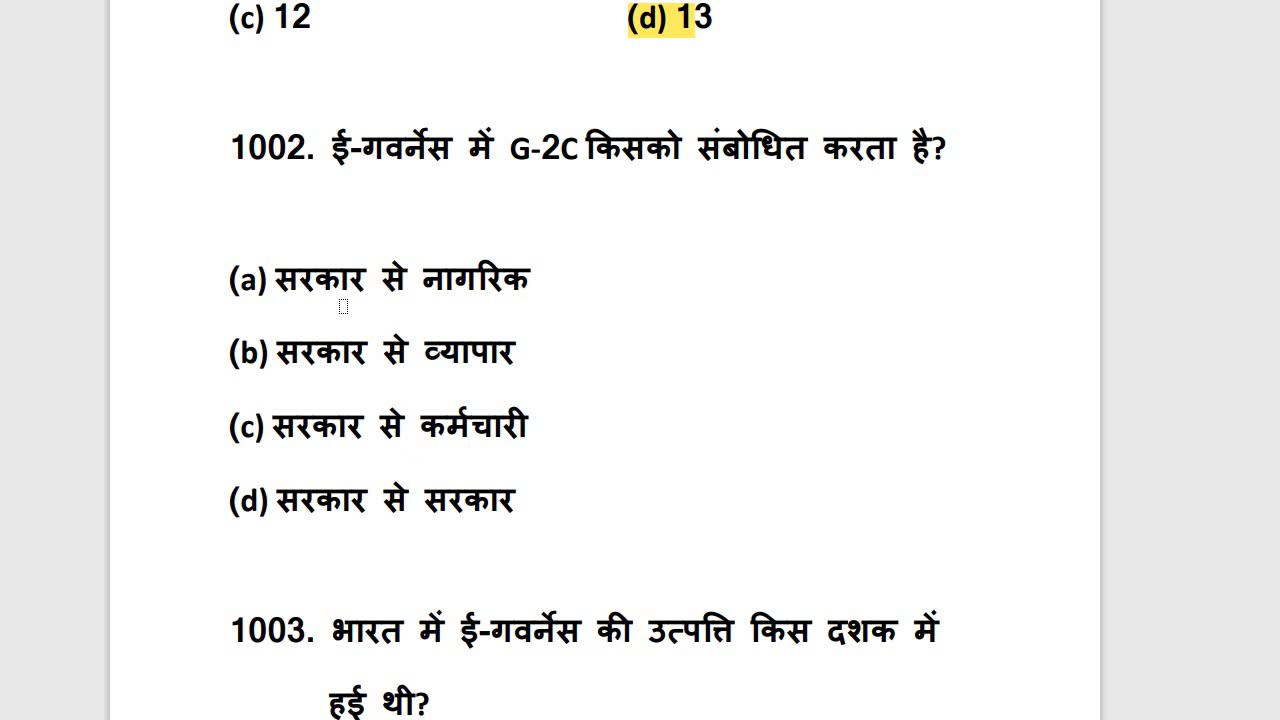 (c) 12 (d) 13
1002. ई-गवर्नेस में G-2C किसको संबोधित करता है?
(a) सरकार से नागरिक
(b) सरकार से व्यापार
(c) सरकार से कर्मचारी
(d) सरकार से सरकार
1003. भारत में ई-गवर्नेस की उत्पत्ति किस दशक में
हुई थी?